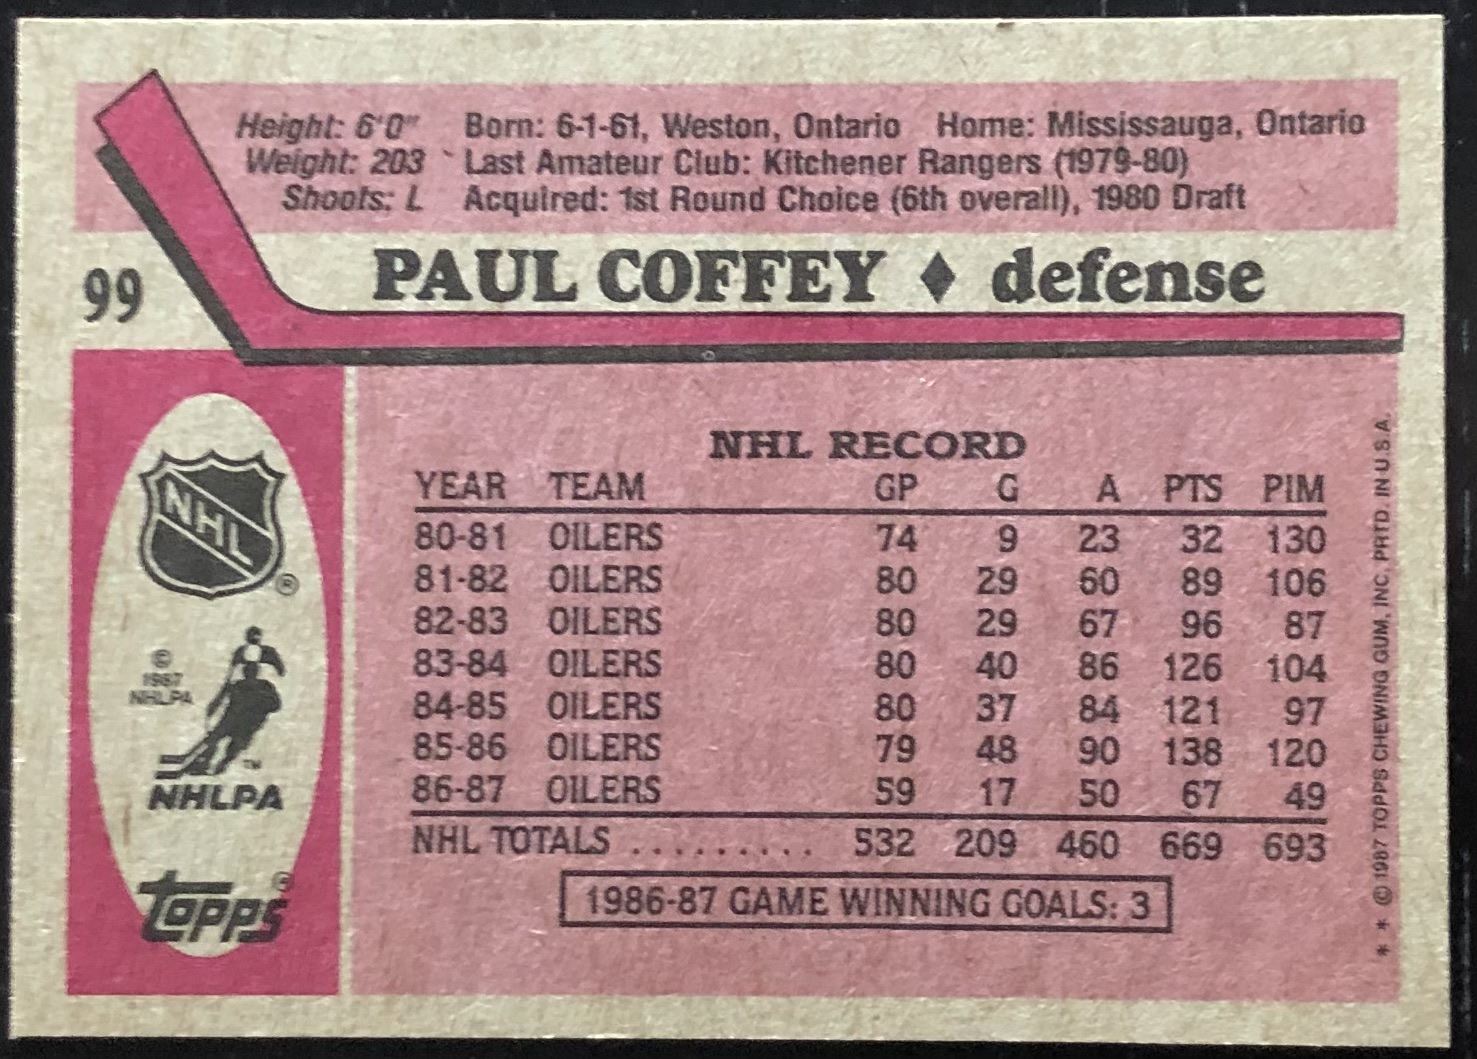 Height: 6'0" Born: 6-1-61, Weston, Ontario Home: Mississauga, Ontario
Weight: 203 Last Amateur Club: Kitchener Rangers (1979-80)
Shoots: L Acquired: 1st Round Choice (6th overall), 1980 Draft
99 PAUL COFFEY ♦ defense
NHL RECORD
YEAR TEAM GP G A PTS PIM
80-81 OILERS 74 9 23 32 130
81-82 OILERS 80 29 60 89 106
82-83 OILERS 80 29 67 96 87
83-84 OILERS 80 40 86 126 104
84-85 OILERS 80 37 84 121 97
85-86 OILERS 79 48 90 138 120
86-87 OILERS 59 17 50 67 49
NHL TOTALS .......... 532 209 460 669 693
1986-87 GAME WINNING GOALS: 3
NHL ®
©
1987
NHLPA
TM
NHLPA
topps ®
* * © 1987 TOPPS CHEWING GUM, INC. PRTD. IN U.S.A.